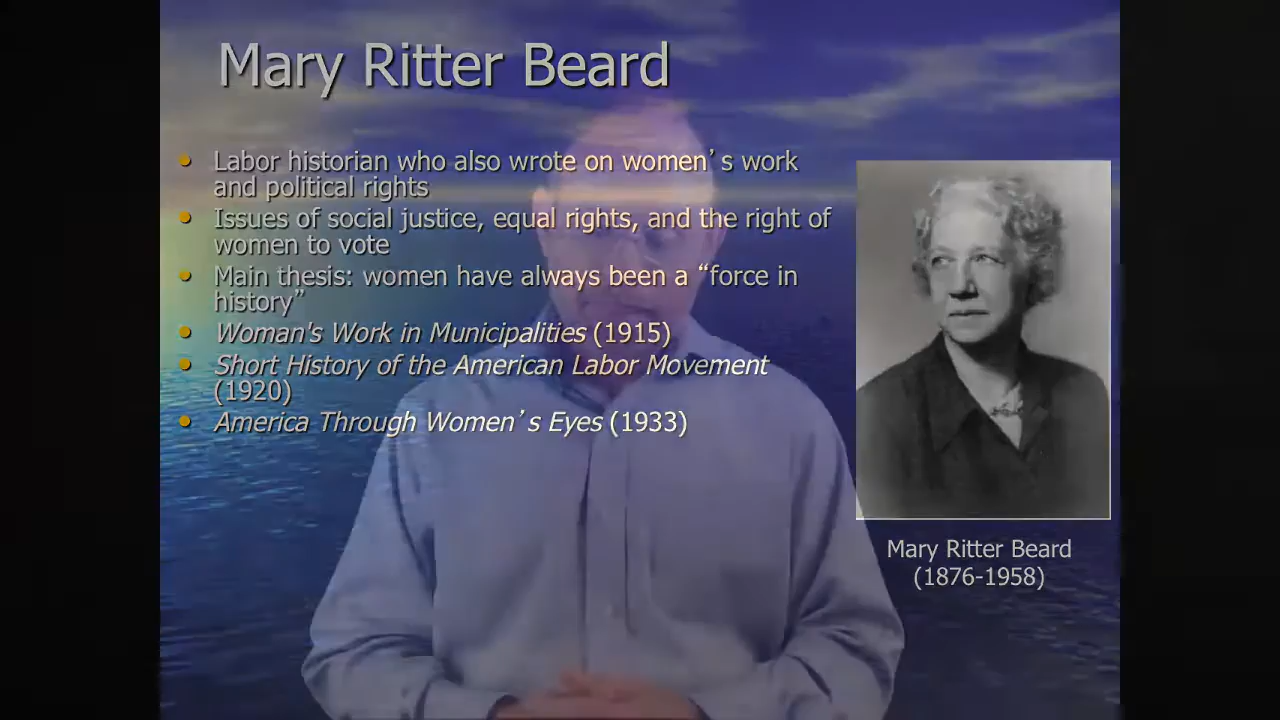 Mary Ritter Beard
Labor historian who also wrote on women’s work
and political rights
Issues of social justice, equal rights, and the right of
women to vote
Main thesis: women have always been a “force in
history”
Woman's Work in Municipalities (1915)
Short History of the American Labor Movement
(1920)
America Through Women’s Eyes (1933)
Mary Ritter Beard
(1876-1958)